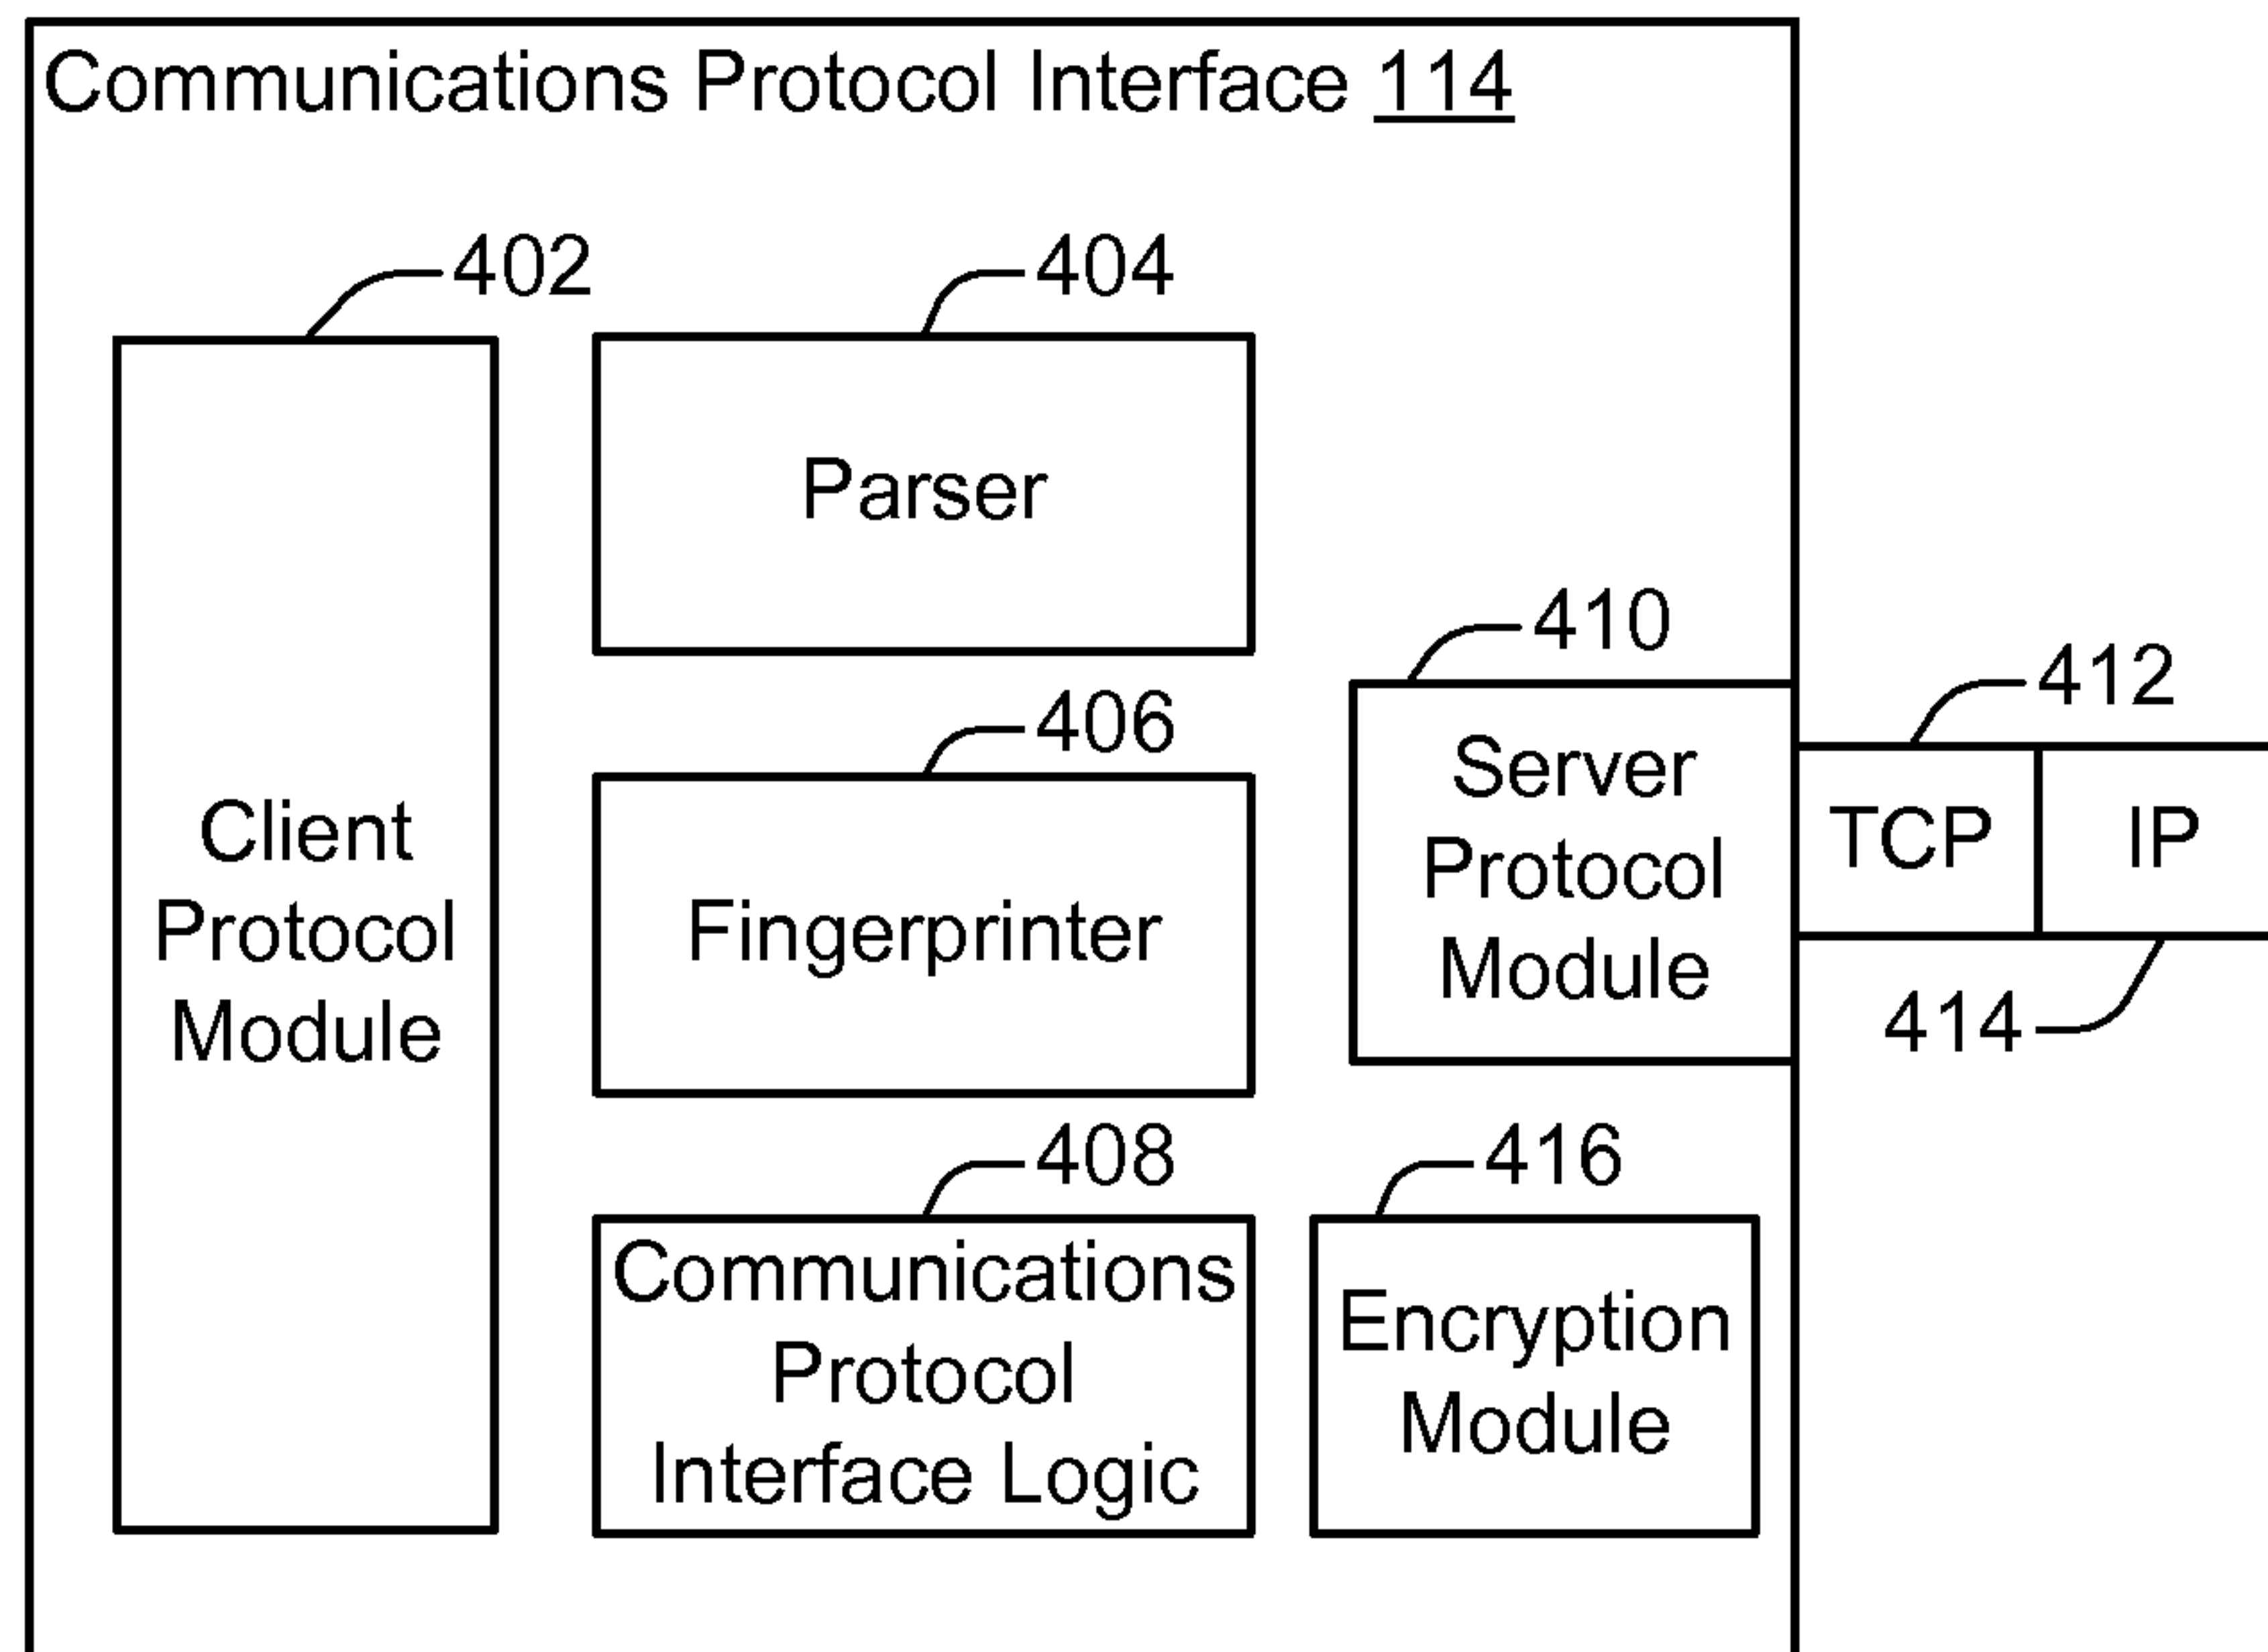 Communications Protocol Interface 114
402
404
Parser
410
412
406
Server
Protocol
Module
TCP
IP
Client
Protocol
Module
Fingerprinter
414
408
416
Communications
Protocol
Interface Logic
Encryption
Module